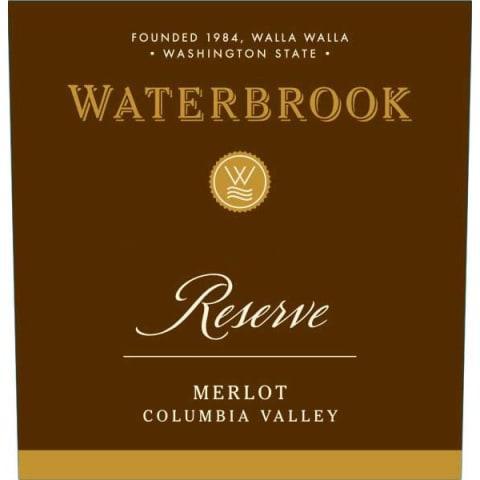 FOUNDED 1984, WALLA WALLA
• WASHINGTON STATE •
WATERBROOK
W
Reserve
MERLOT
COLUMBIA VALLEY